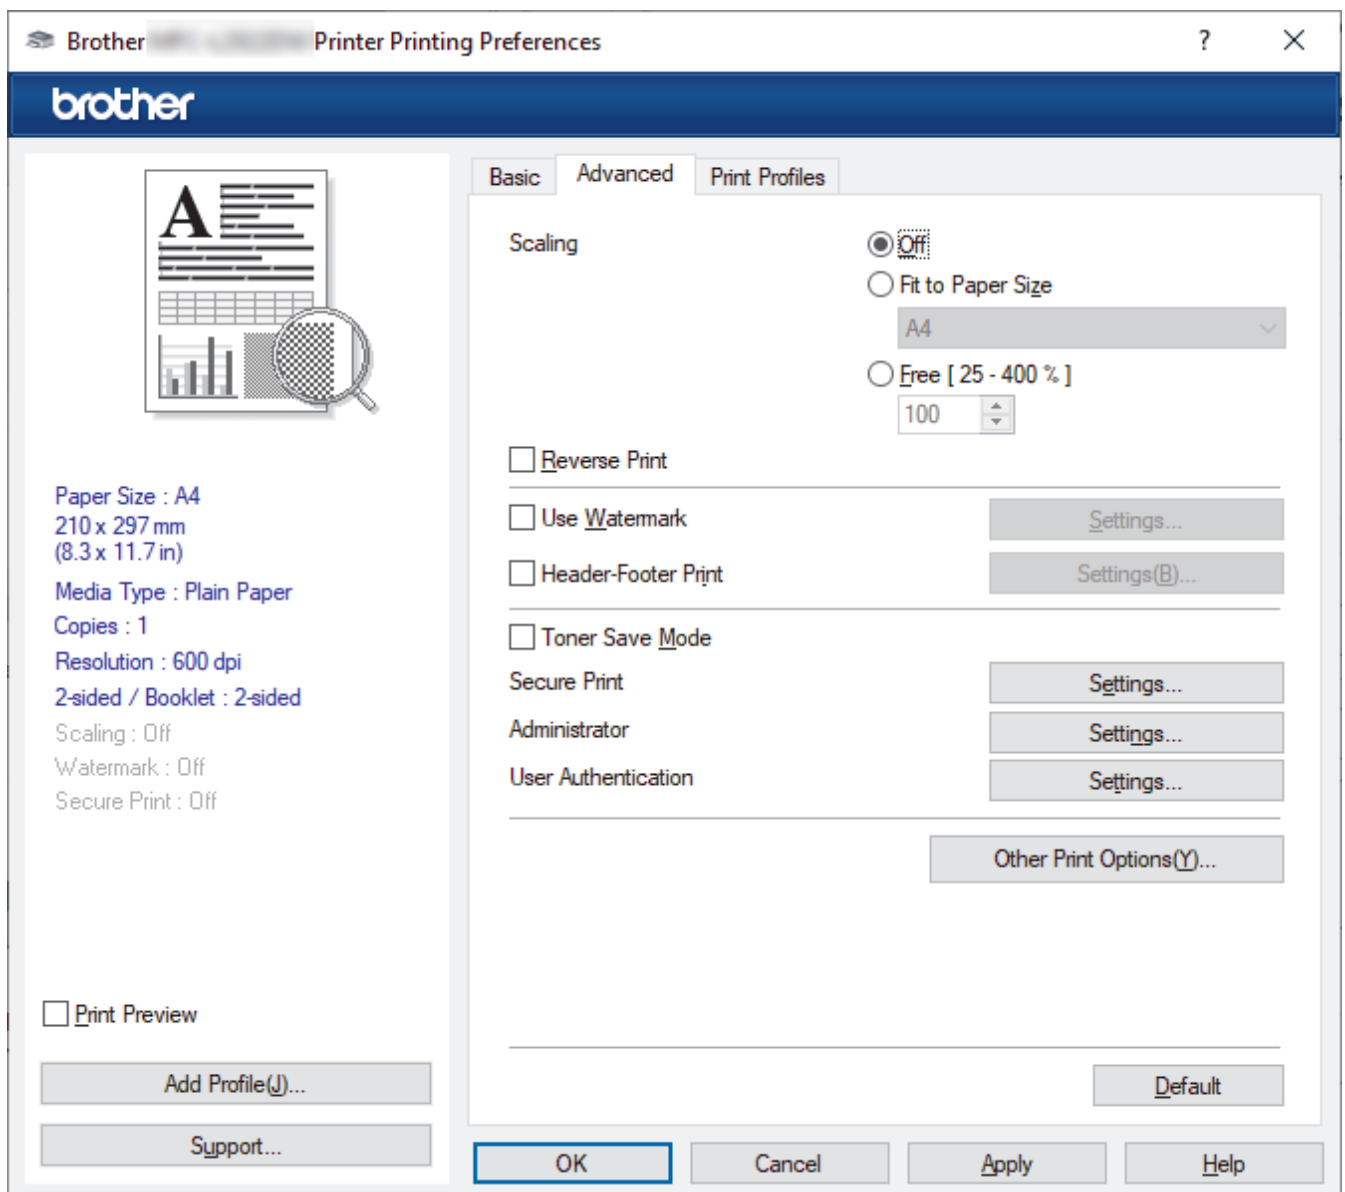 Brother Printer Printing Preferences
?
brother
Basic
Advanced
Print Profiles
A
Scaling
Off
Fit to Paper Size
A4
Free [ 25 - 400 % ]
100
Reverse Print
Use Watermark
Settings...
Header-Footer Print
Settings(B)...
Toner Save Mode
Secure Print
Settings...
Administrator
Settings...
User Authentication
Settings...
Other Print Options(Y)...
Default
Paper Size : A4
210 x 297 mm
(8.3 x 11.7 in)
Media Type : Plain Paper
Copies : 1
Resolution : 600 dpi
2-sided / Booklet : 2-sided
Scaling : Off
Watermark : Off
Secure Print : Off
Print Preview
Add Profile(J)...
Support...
OK
Cancel
Apply
Help